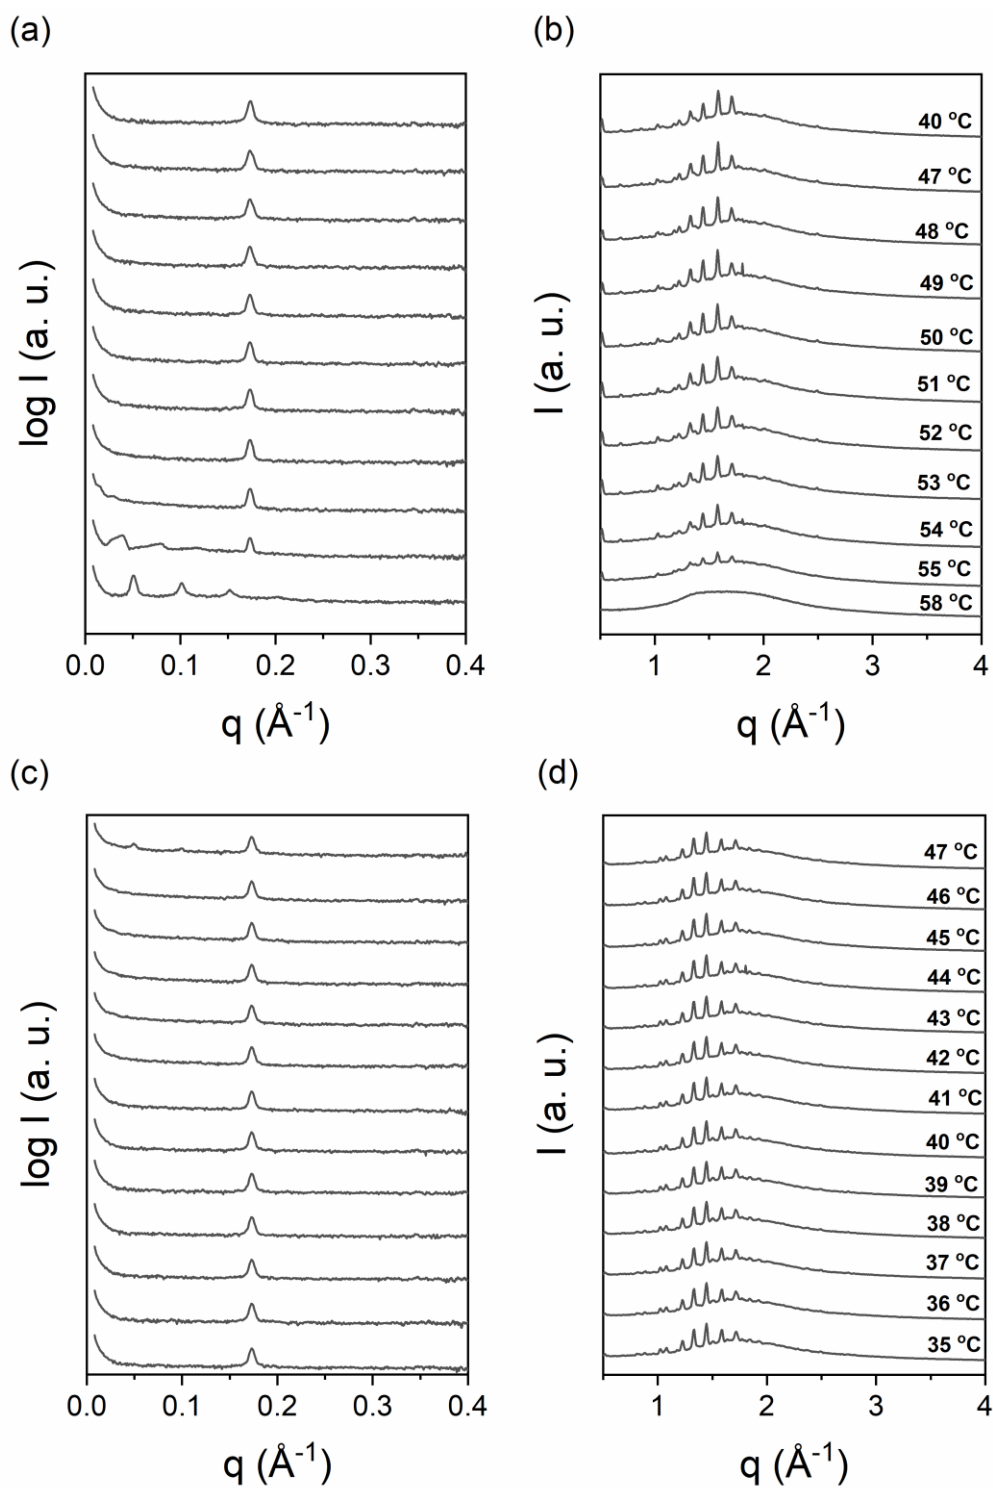 (a)
log I (a. u.)
0.0 0.1 0.2 0.3 0.4
q (Å⁻¹)
(b)
I (a. u.)
40 °C
47 °C
48 °C
49 °C
50 °C
51 °C
52 °C
53 °C
54 °C
55 °C
58 °C
1 2 3 4
q (Å⁻¹)
(c)
log I (a. u.)
0.0 0.1 0.2 0.3 0.4
q (Å⁻¹)
(d)
I (a. u.)
47 °C
46 °C
45 °C
44 °C
43 °C
42 °C
41 °C
40 °C
39 °C
38 °C
37 °C
36 °C
35 °C
1 2 3 4
q (Å⁻¹)